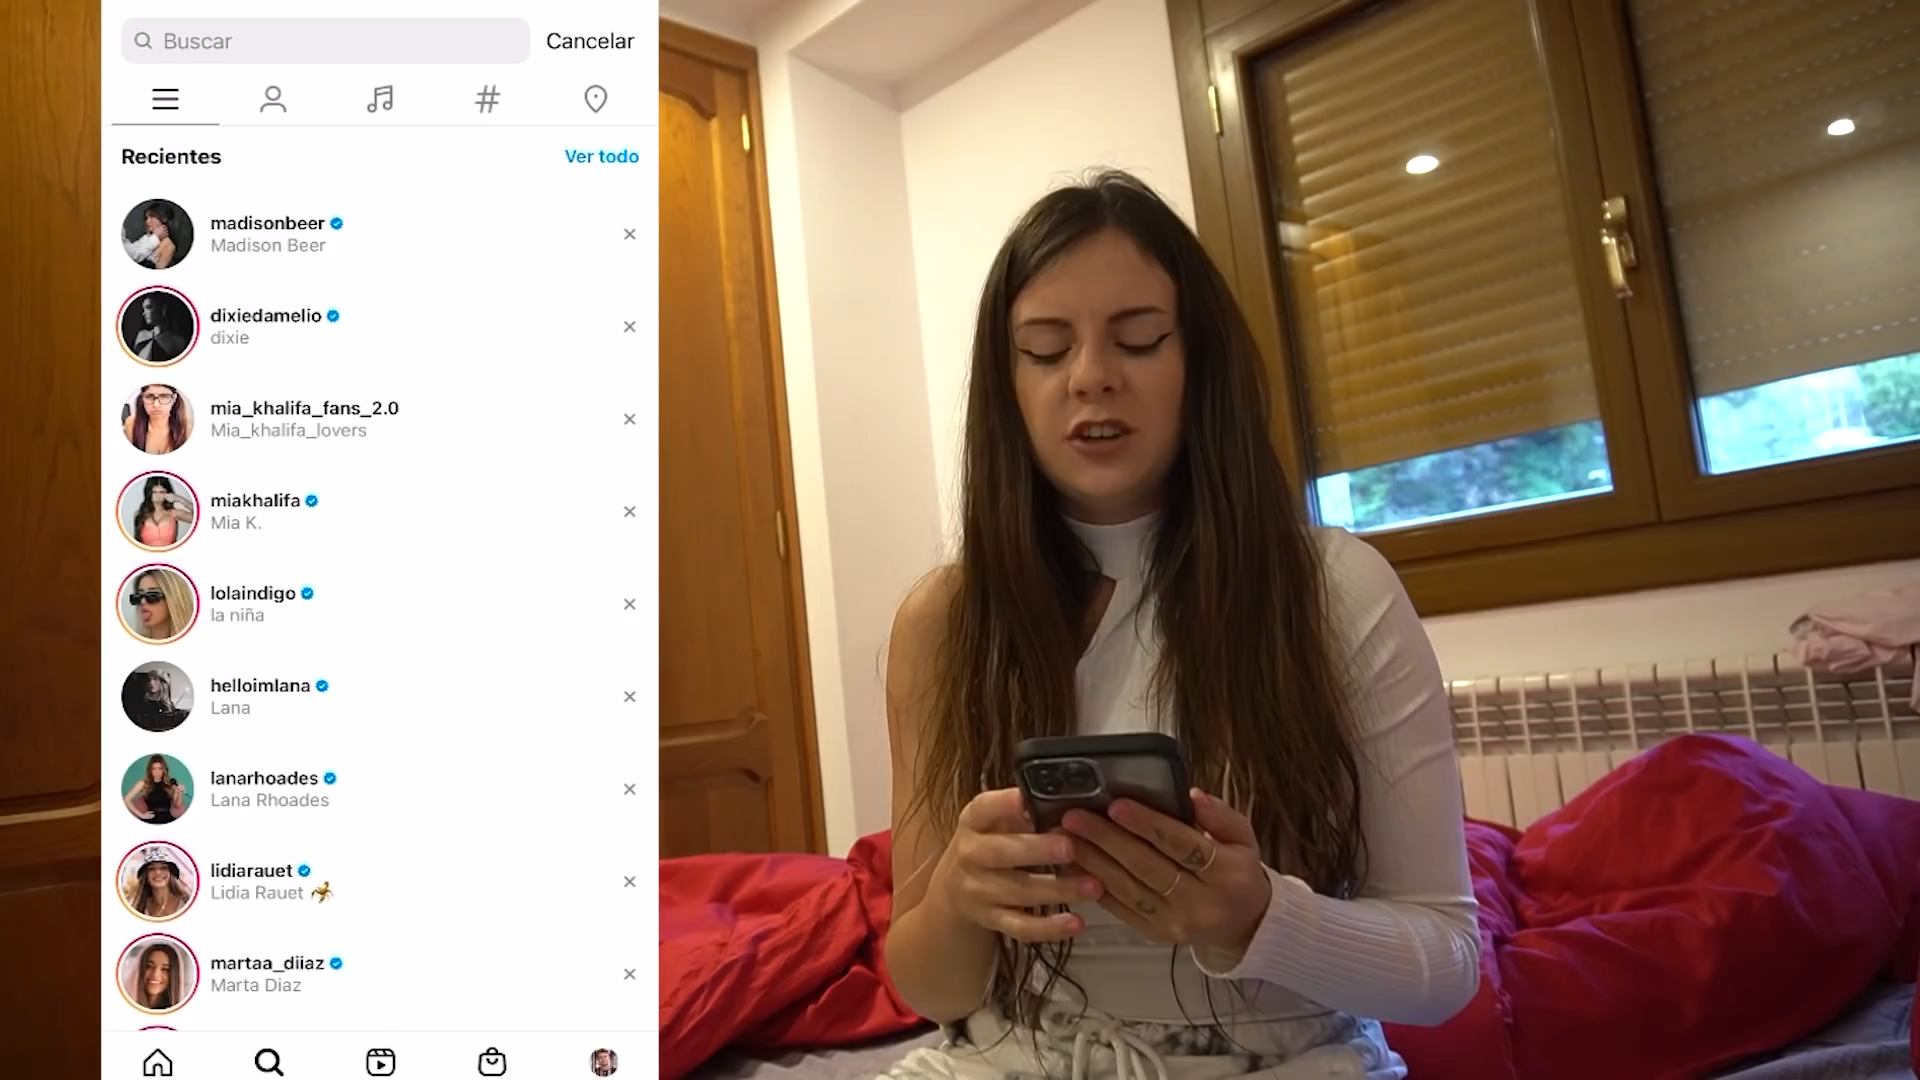 Buscar
Cancelar
Recientes
Ver todo
madisonbeer
Madison Beer
dixiedamelio
dixie
mia_khalifa_fans_2.0
Mia_khalifa_lovers
miakhalifa
Mia K.
lolaindigo
la niña
helloimlana
Lana
lanarhoades
Lana Rhoades
lidiarauet
Lidia Rauet
martaa_diiaz
Marta Díaz